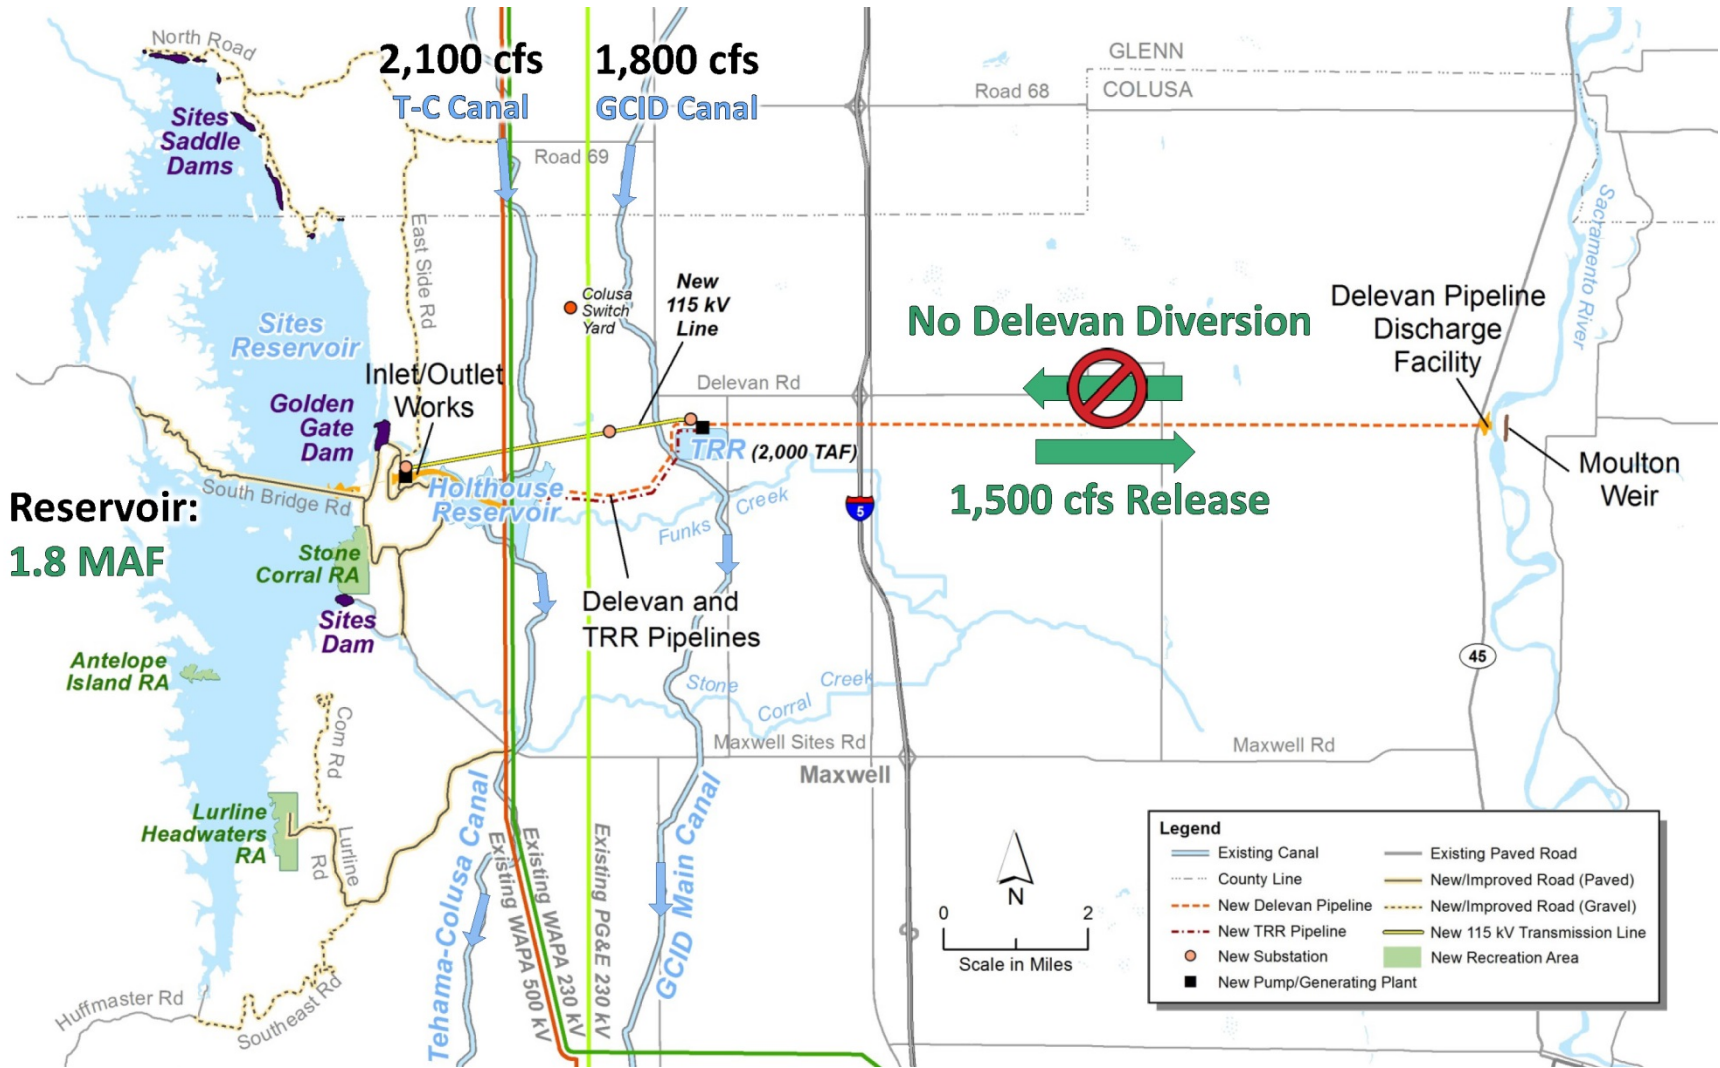 North Road
2,100 cfs
T-C Canal
1,800 cfs
GCID Canal
GLENN
COLUSA
Road 68
Road 69
Sites
Saddle
Dams
East Side Rd
Sacramento River
Colusa
Switch
Yard
New
115 kV
Line
No Delevan Diversion
Delevan Pipeline
Discharge
Facility
Sites
Reservoir
Inlet/Outlet
Works
Delevan Rd
Golden
Gate
Dam
TRR (2,000 TAF)
Moulton
Weir
South Bridge Rd
Holthouse
Reservoir
Funks Creek
5
1,500 cfs Release
Reservoir:
1.8 MAF
Stone
Corral RA
Delevan and
TRR Pipelines
Sites
Dam
45
Antelope
Island RA
Stone Corral Creek
Com Rd
Maxwell Sites Rd
Maxwell Rd
Maxwell
Lurline
Headwaters
RA
Lurline Rd
Tehama-Colusa Canal
Existing WAPA 500 kV
Existing WAPA 230 kV
Existing PG&E 230 kV
GCID Main Canal
Huffmaster Rd
Southeast Rd
N
0 2
Scale in Miles
Legend
Existing Canal
County Line
New Delevan Pipeline
New TRR Pipeline
New Substation
New Pump/Generating Plant
Existing Paved Road
New/Improved Road (Paved)
New/Improved Road (Gravel)
New 115 kV Transmission Line
New Recreation Area